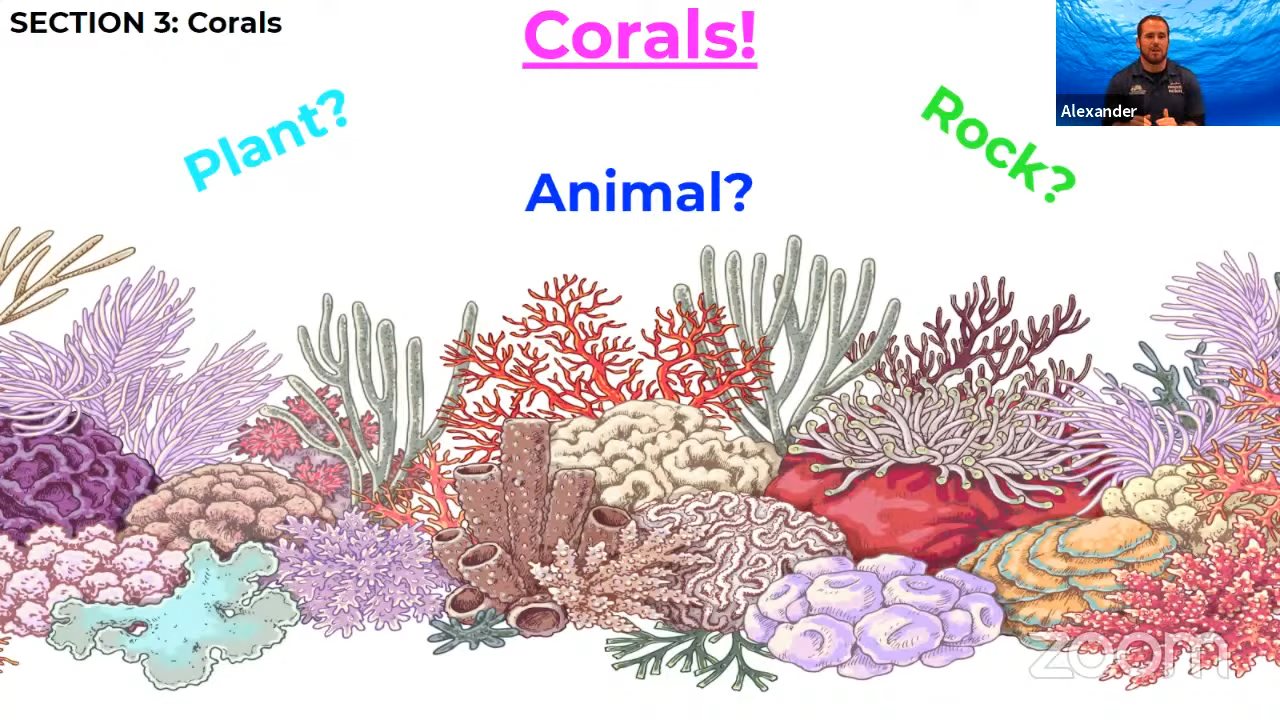 SECTION 3: Corals
Corals!
Plant?
Rock?
Animal?
Alexander
zoom